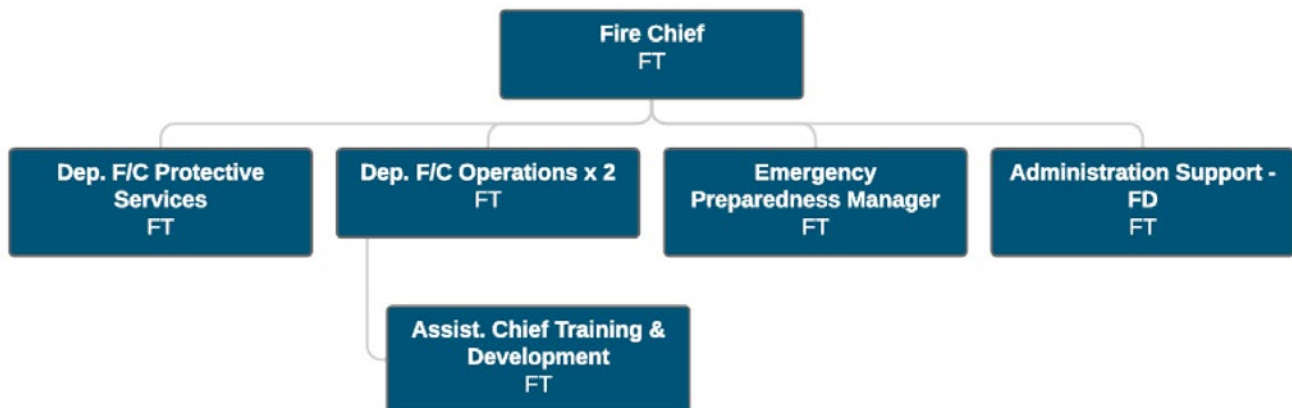 Fire Chief
FT
Dep. F/C Protective
Services
FT
Dep. F/C Operations x 2
FT
Emergency
Preparedness Manager
FT
Administration Support -
FD
FT
Assist. Chief Training &
Development
FT